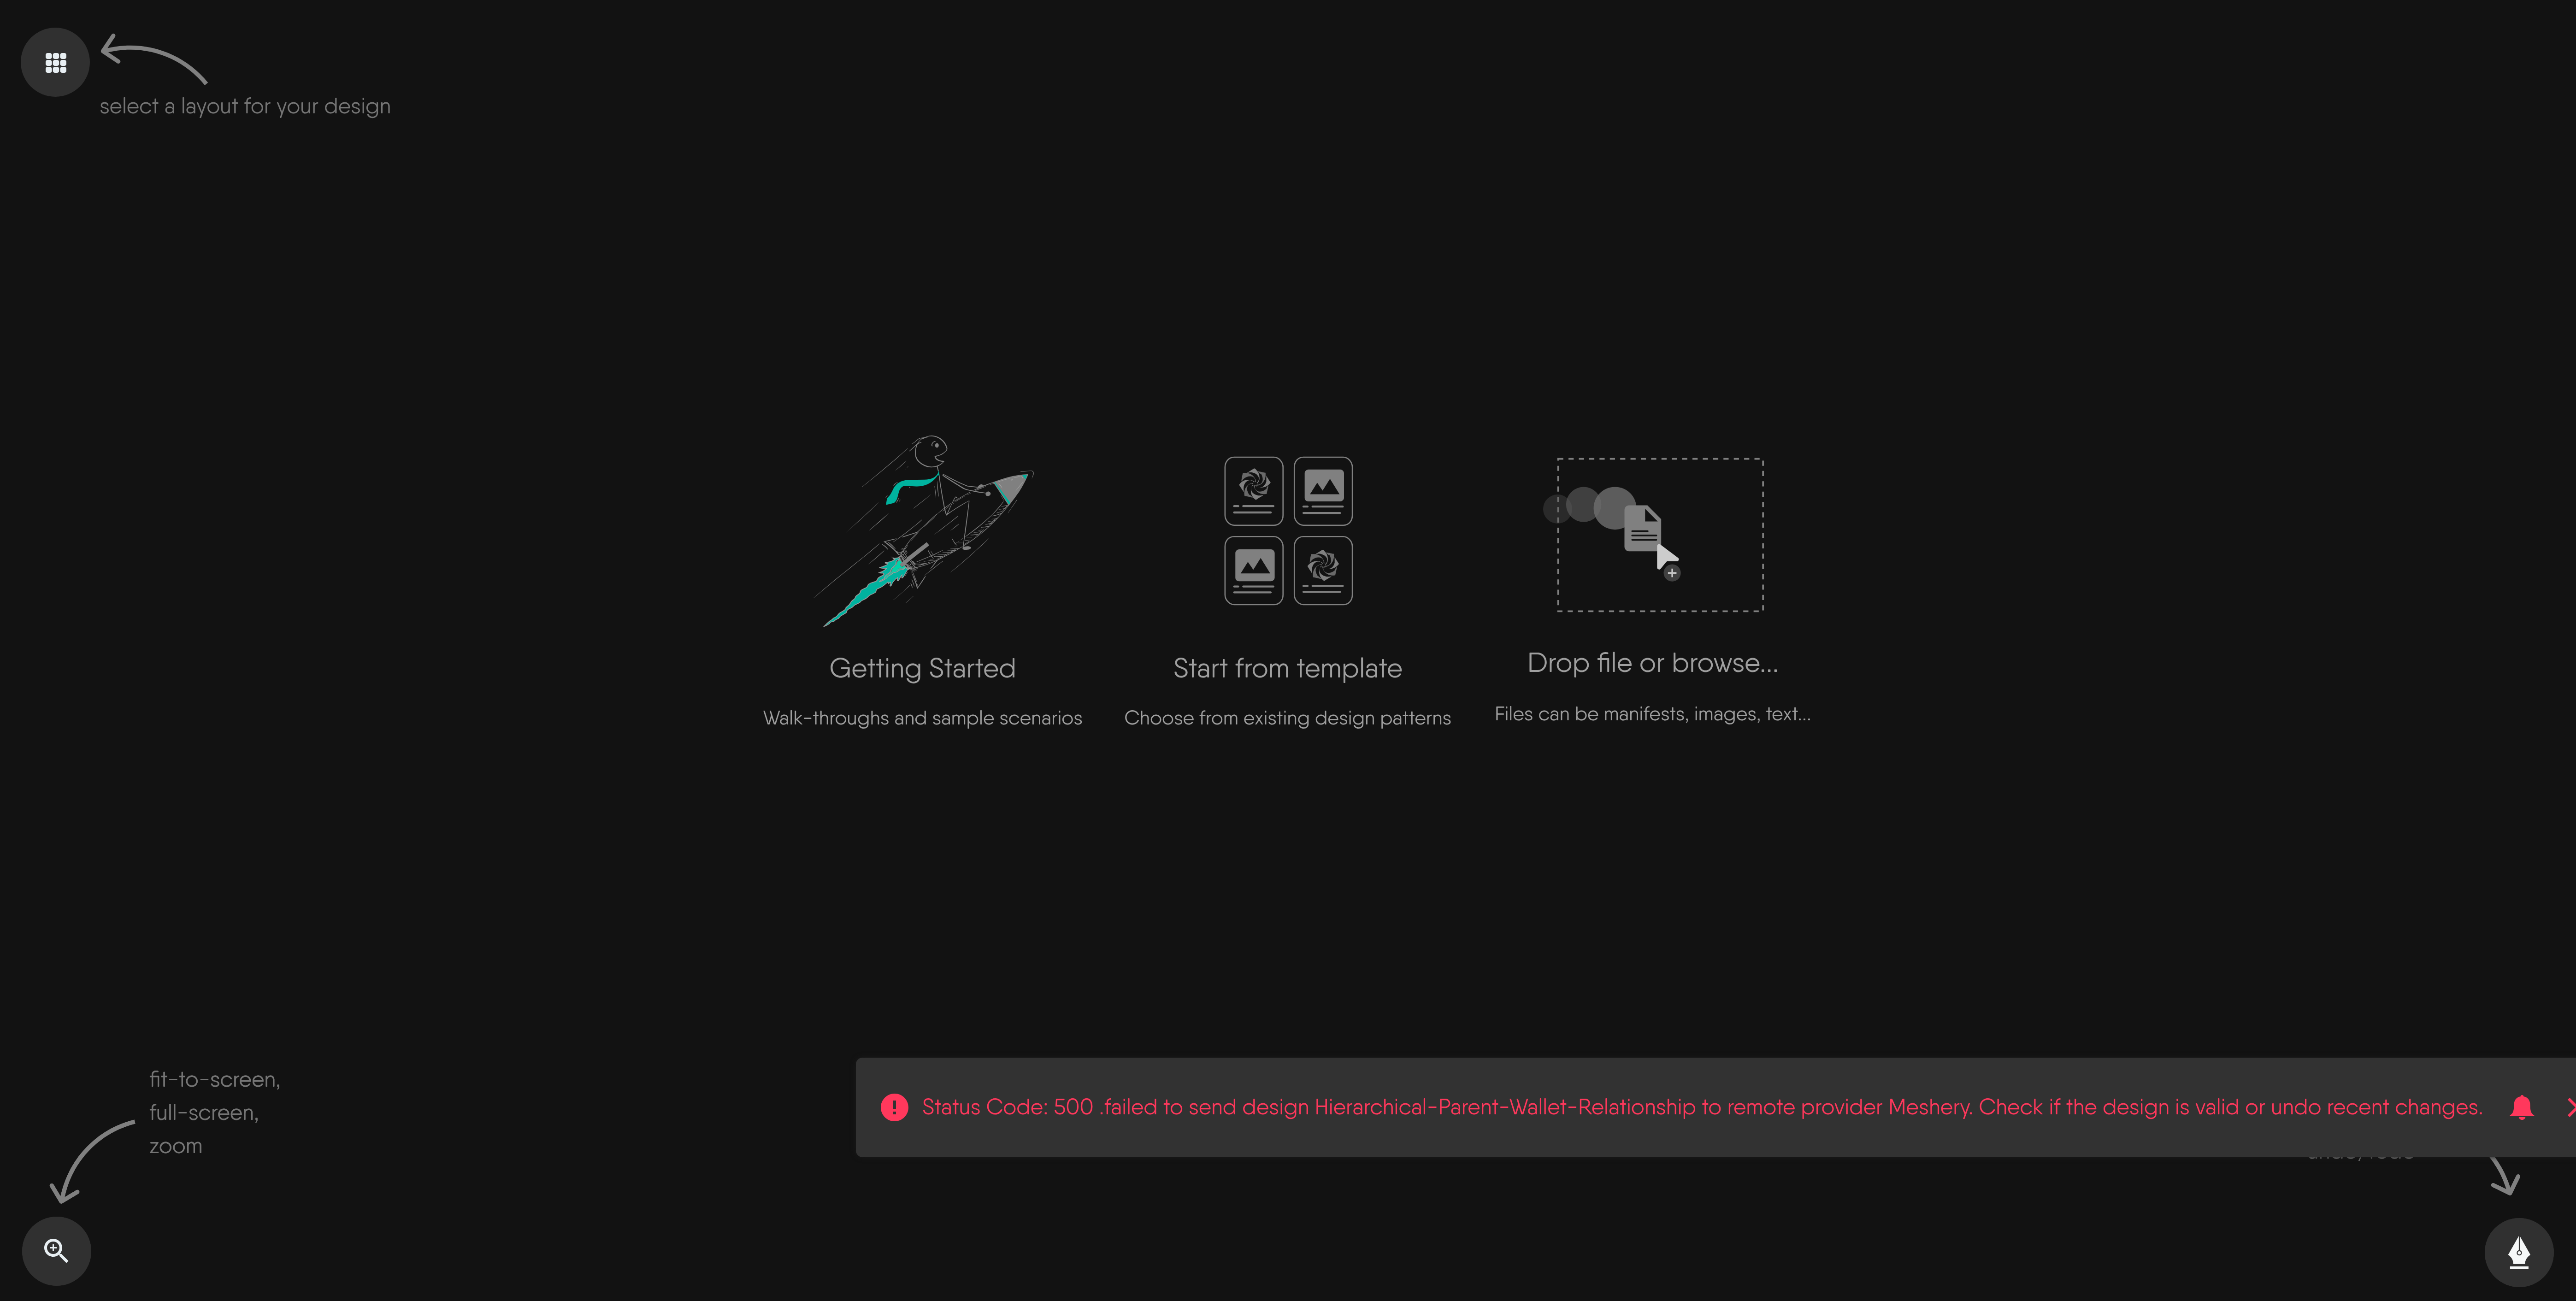 select a layout for your design
Getting Started
Walk-throughs and sample scenarios
Start from template
Choose from existing design patterns
Drop file or browse...
Files can be manifests, images, text...
fit-to-screen,
full-screen,
zoom
Status Code: 500 .failed to send design Hierarchical-Parent-Wallet-Relationship to remote provider Meshery. Check if the design is valid or undo recent changes.